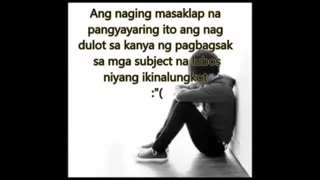 Ang naging masaklap na
pangyayaring ito ang nag
dulot sa kanya ng pagbagsak
sa mga subject na lubos
niyang ikinalungkot
:"(